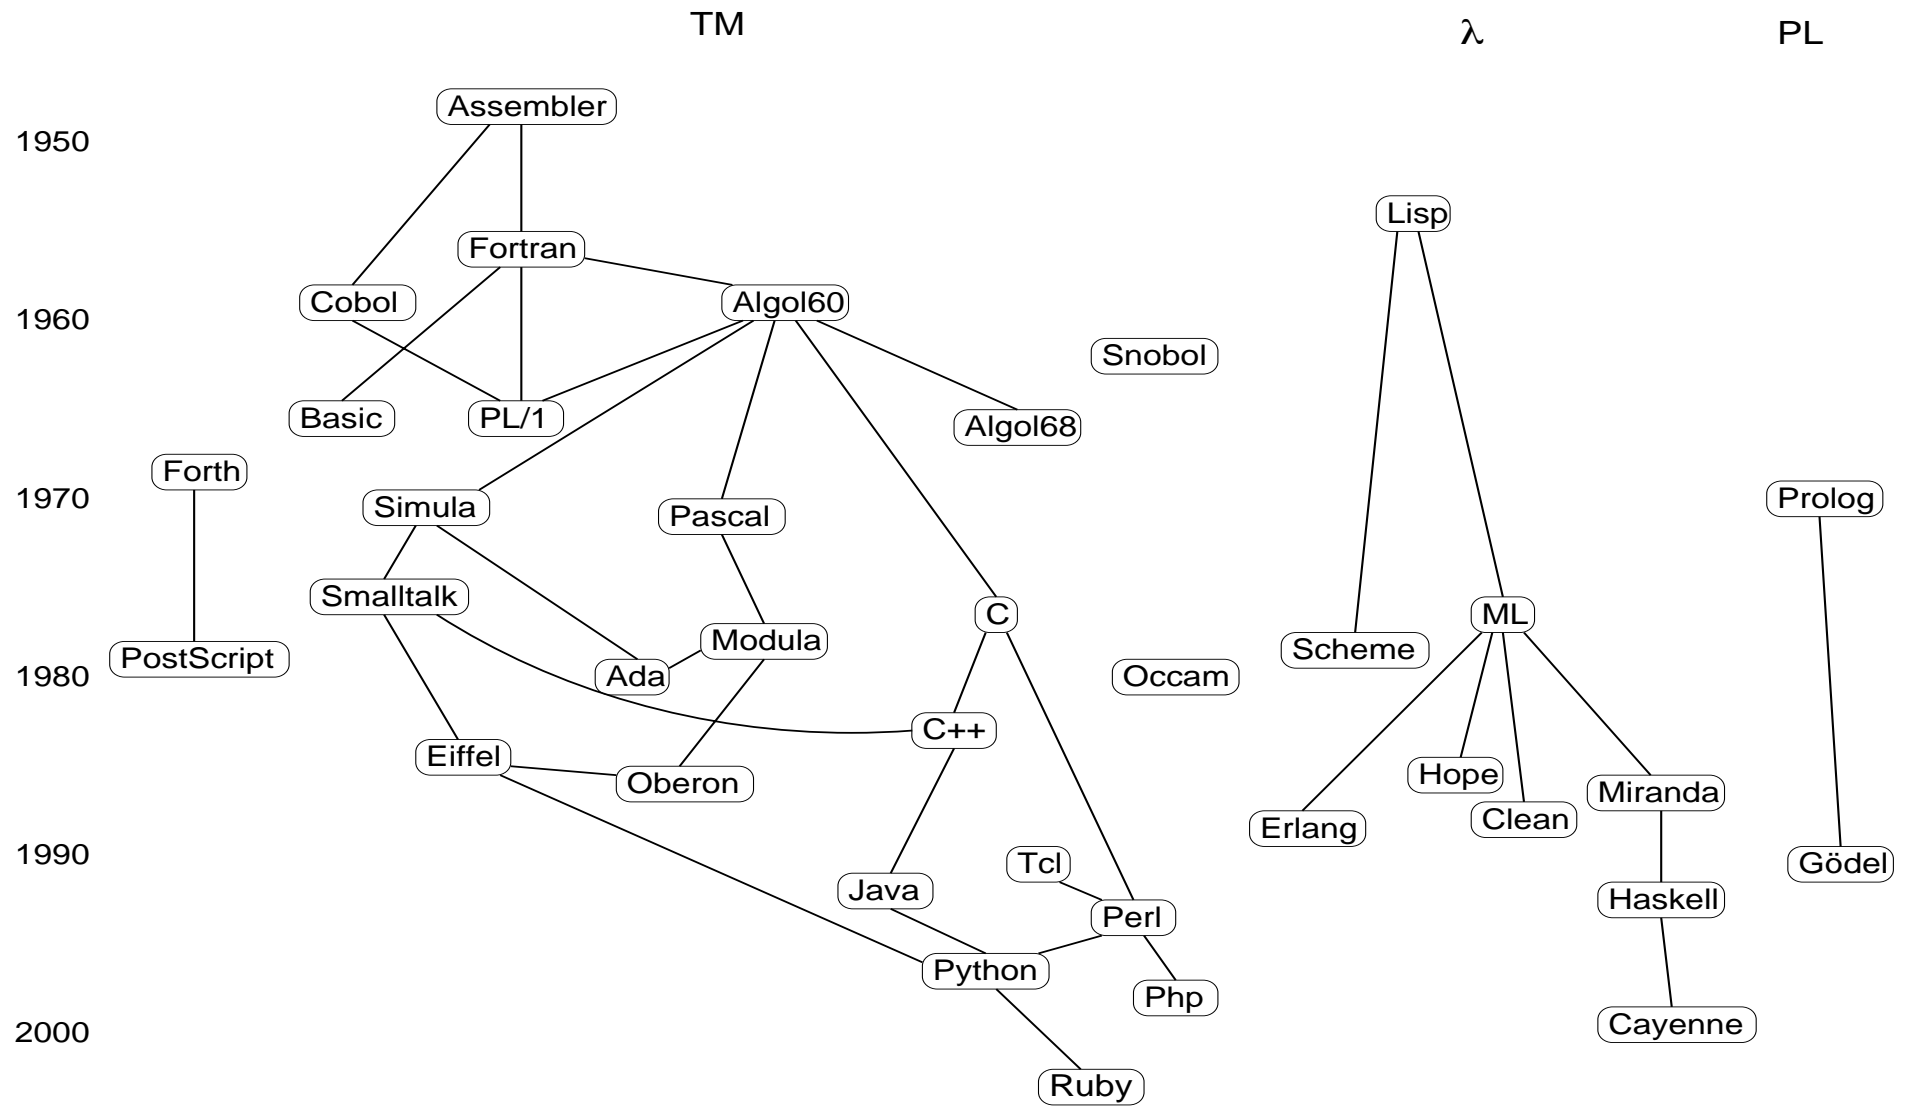 TM
λ
PL
Assembler
1950
Lisp
Fortran
Cobol
Algol60
1960
Snobol
Basic
PL/1
Algol68
Forth
1970
Simula
Pascal
Prolog
Smalltalk
C
ML
Modula
Scheme
PostScript
1980
Ada
Occam
C++
Eiffel
Oberon
Hope
Miranda
Clean
Erlang
1990
Tcl
Gödel
Java
Haskell
Perl
Python
Php
2000
Cayenne
Ruby